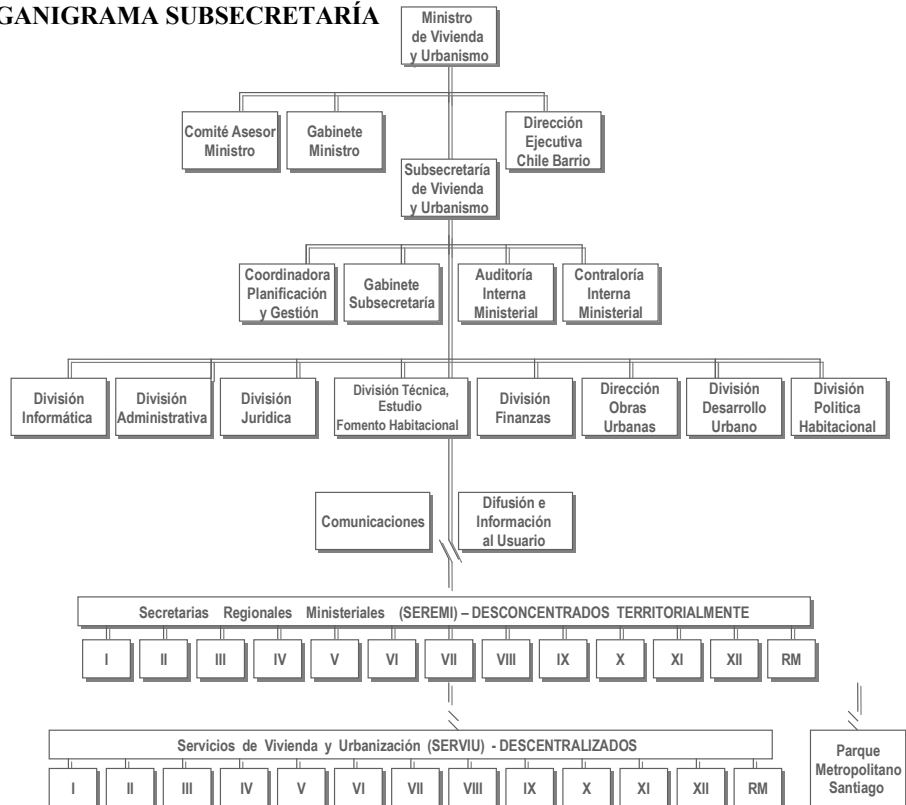 GANIGRAMA SUBSECRETARÍA
Ministro
de Vivienda
y Urbanismo
Comité Asesor
Ministro
Gabinete
Ministro
Dirección
Ejecutiva
Chile Barrio
Subsecretaría
de Vivienda
y Urbanismo
Coordinadora
Planificación
y Gestión
Gabinete
Subsecretaría
Auditoría
Interna
Ministerial
Contraloría
Interna
Ministerial
División
Informática
División
Administrativa
División
Juridica
División Técnica,
Estudio
Fomento Habitacional
División
Finanzas
Dirección
Obras
Urbanas
División
Desarrollo
Urbano
División
Politica
Habitacional
Comunicaciones
Difusión e
Información
al Usuario
Secretarias Regionales Ministeriales (SEREMI) – DESCONCENTRADOS TERRITORIALMENTE
I II III IV V VI VII VIII IX X XI XII RM
Servicios de Vivienda y Urbanización (SERVIU) - DESCENTRALIZADOS
I II III IV V VI VII VIII IX X XI XII RM
Parque
Metropolitano
Santiago